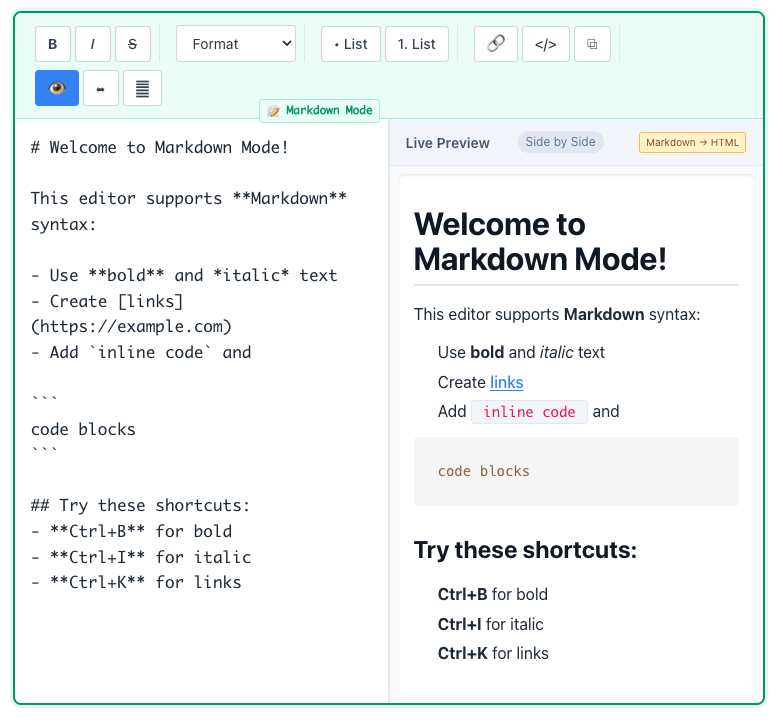 B I S Format • List 1. List </>
📝 Markdown Mode
# Welcome to Markdown Mode!
This editor supports **Markdown**
syntax:
- Use **bold** and *italic* text
- Create [links]
(https://example.com)
- Add `inline code` and
```
code blocks
```
## Try these shortcuts:
- **Ctrl+B** for bold
- **Ctrl+I** for italic
- **Ctrl+K** for links
Live Preview Side by Side Markdown → HTML
Welcome to
Markdown Mode!
This editor supports Markdown syntax:
Use bold and italic text
Create links
Add inline code and
code blocks
Try these shortcuts:
Ctrl+B for bold
Ctrl+I for italic
Ctrl+K for links